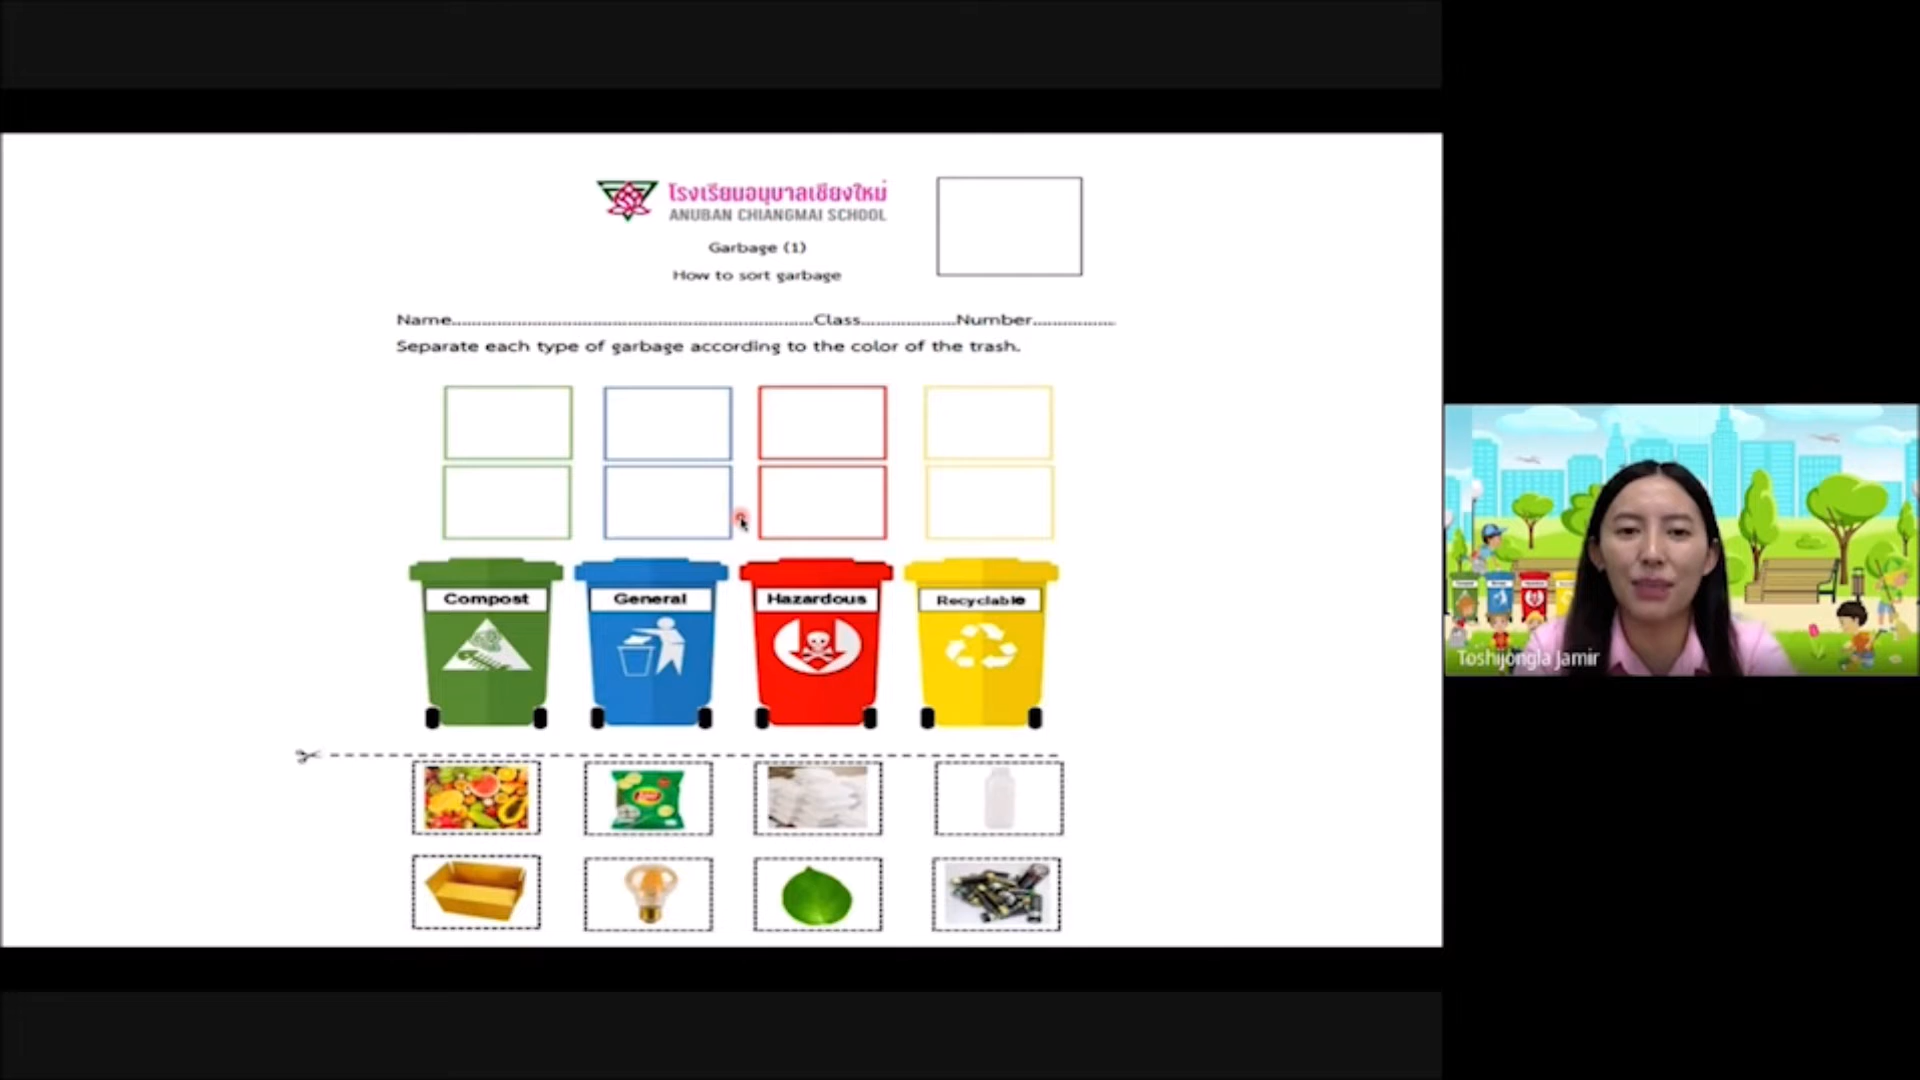 โรงเรียนอนุบาลเชียงใหม่
ANUBAN CHIANGMAI SCHOOL
Garbage (1)
How to sort garbage
Name............Class............Number............
Separate each type of garbage according to the color of the trash.
Compost
General
Hazardous
Recyclable
Toshijongla Jamir